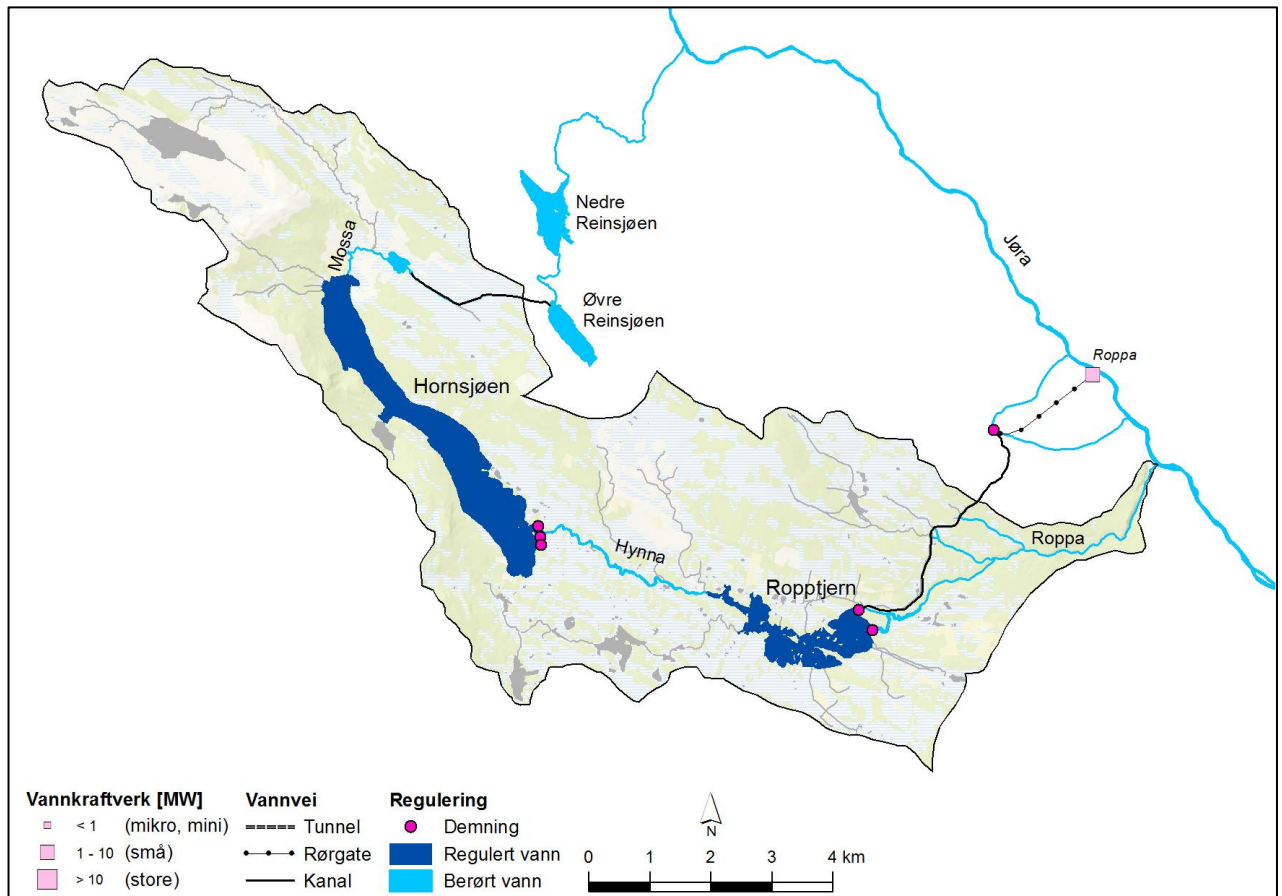 Nedre
Reinsjøen
Mossa
Øvre
Reinsjøen
Jøra
Roppa
Hornsjøen
Hynna
Roppa
Ropptjern
Vannkraftverk [MW]
< 1 (mikro, mini)
1 - 10 (små)
> 10 (store)
Vannvei
Tunnel
Rørgate
Kanal
Regulering
Demning
Regulert vann
Berørt vann
N
0 1 2 3 4 km